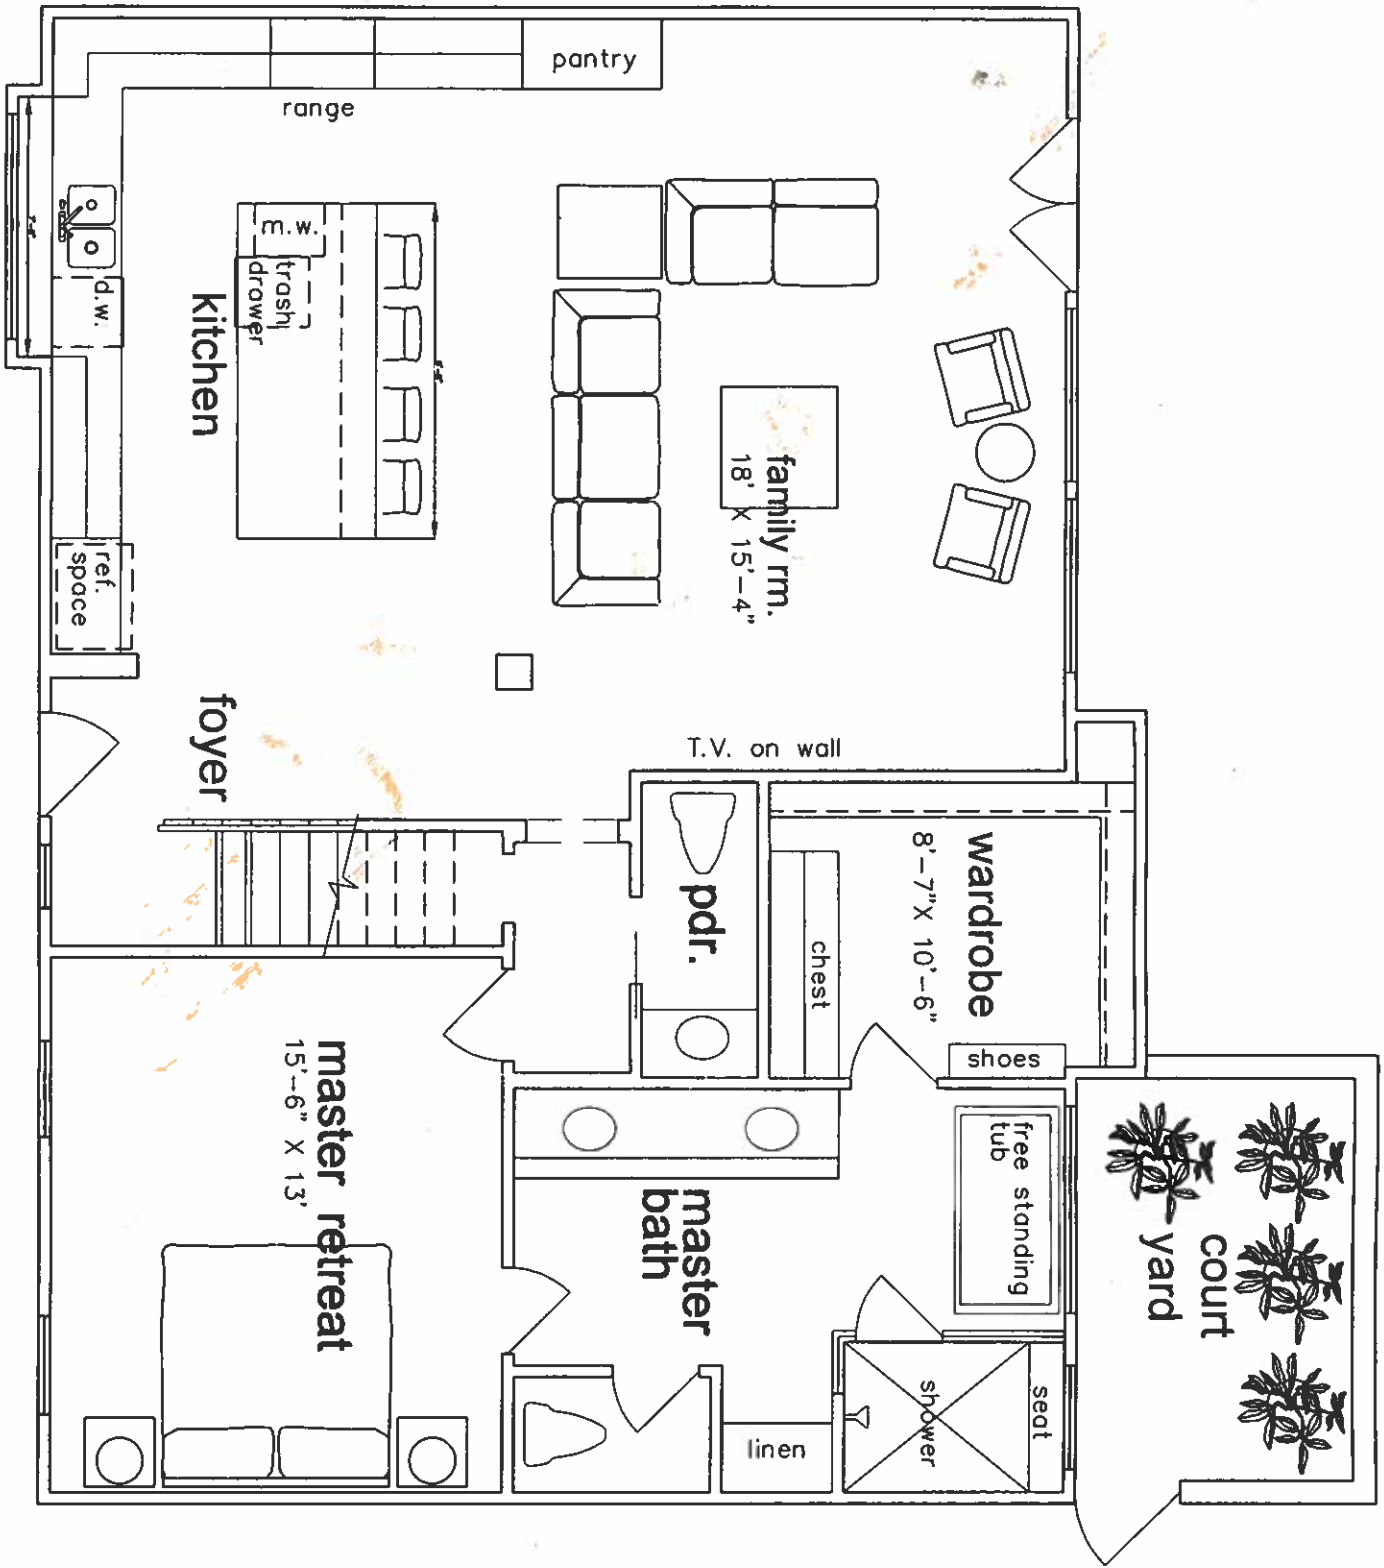 pantry
range
m.w.
trash
drawer
d.w.
kitchen
ref.
space
family rm.
18' X 15'-4"
foyer
T.V. on wall
pdr.
wardrobe
8'-7"X 10'-6"
chest
shoes
master retreat
15'-6" X 13'
master
bath
free standing
tub
court
yard
shower
seat
linen